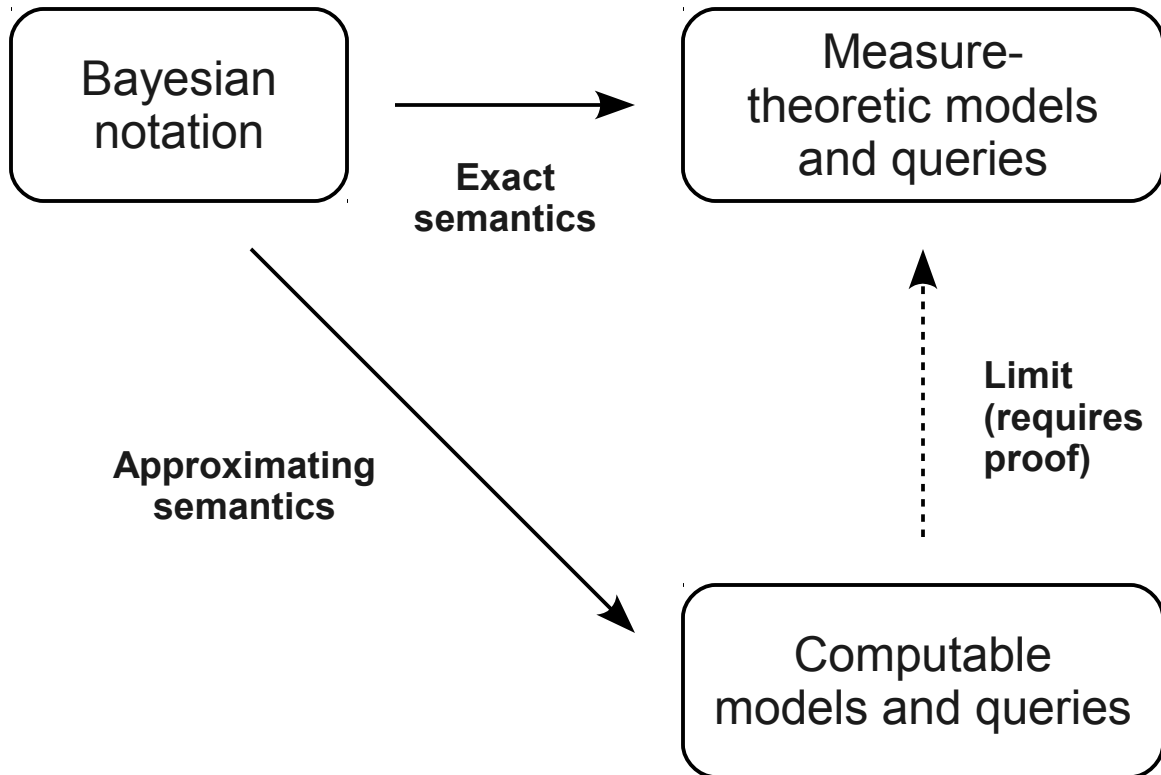 Bayesian
notation
Measure-
theoretic models
and queries
Exact
semantics
Approximating
semantics
Limit
(requires
proof)
Computable
models and queries